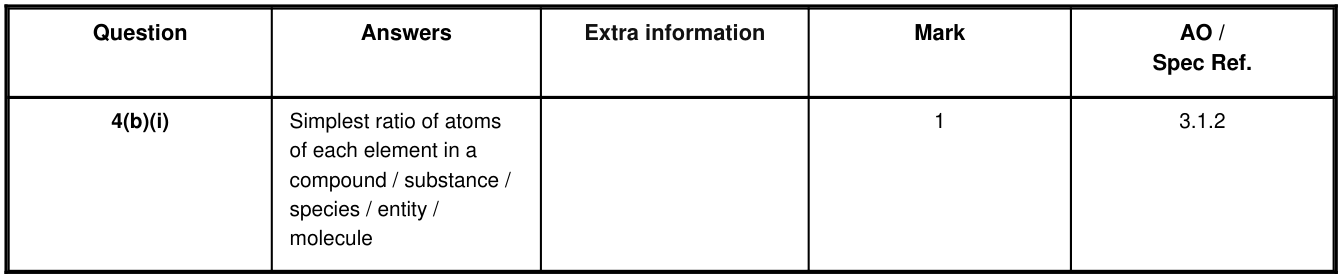 Question Answers Extra information Mark AO /
Spec Ref.
4(b)(i) Simplest ratio of atoms 1 3.1.2
of each element in a
compound / substance /
species / entity /
molecule